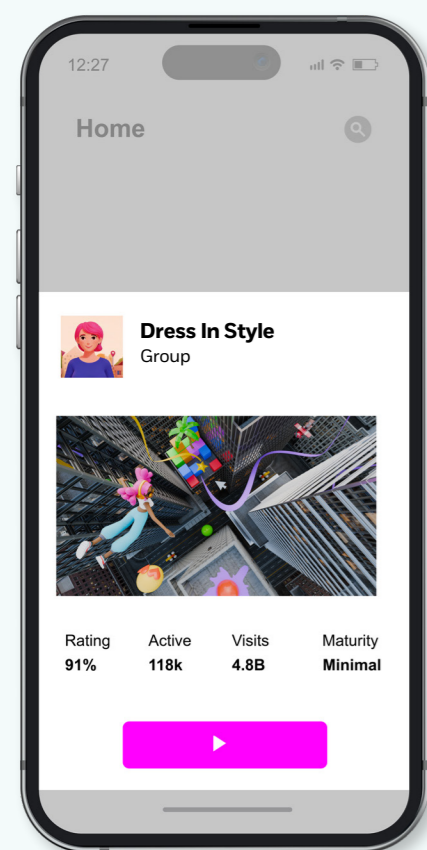 12:27
Home
Dress In Style
Group
Rating Active Visits Maturity
91% 118k 4.8B Minimal